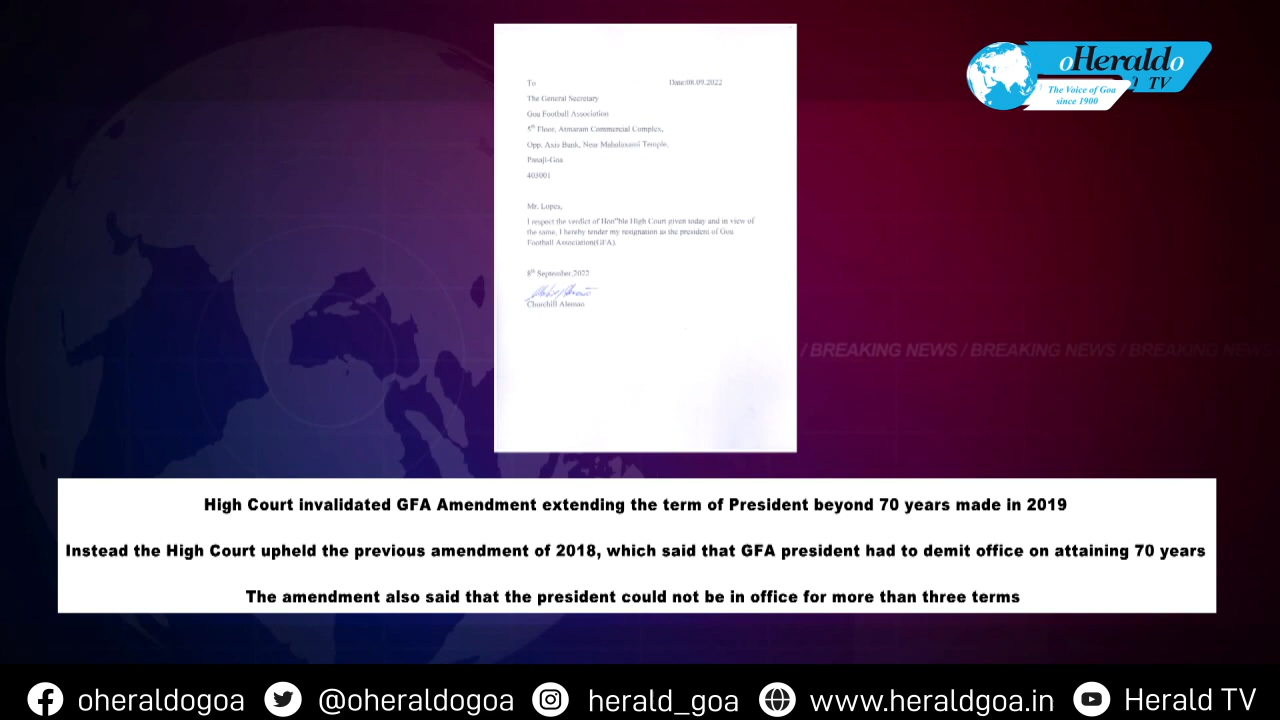 To Date:08.09.2022
The General Secretary
Goa Football Association
5th Floor, Atmaram Commercial Complex,
Opp. Axis Bank, Near Mahalaxmi Temple,
Panaji-Goa
403001
Mr. Lopes,
I respect the verdict of Hon"ble High Court given today and in view of
the same, I hereby tender my resignation as the president of Goa
Football Association(GFA).
8th September,2022
Churchill Alemao
oHeraldo
TV
The Voice of Goa
since 1900
/ BREAKING NEWS / BREAKING NEWS / BREAKING NEWS
High Court invalidated GFA Amendment extending the term of President beyond 70 years made in 2019
Instead the High Court upheld the previous amendment of 2018, which said that GFA president had to demit office on attaining 70 years
The amendment also said that the president could not be in office for more than three terms
oheraldogoa @oheraldogoa herald_goa www.heraldgoa.in Herald TV